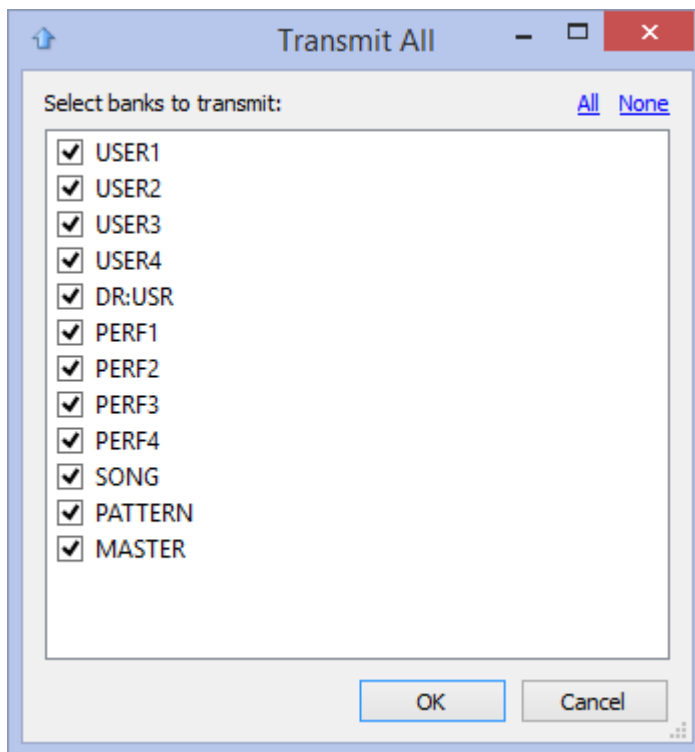 Transmit All
Select banks to transmit: All None
USER1
USER2
USER3
USER4
DR:USR
PERF1
PERF2
PERF3
PERF4
SONG
PATTERN
MASTER
OK Cancel